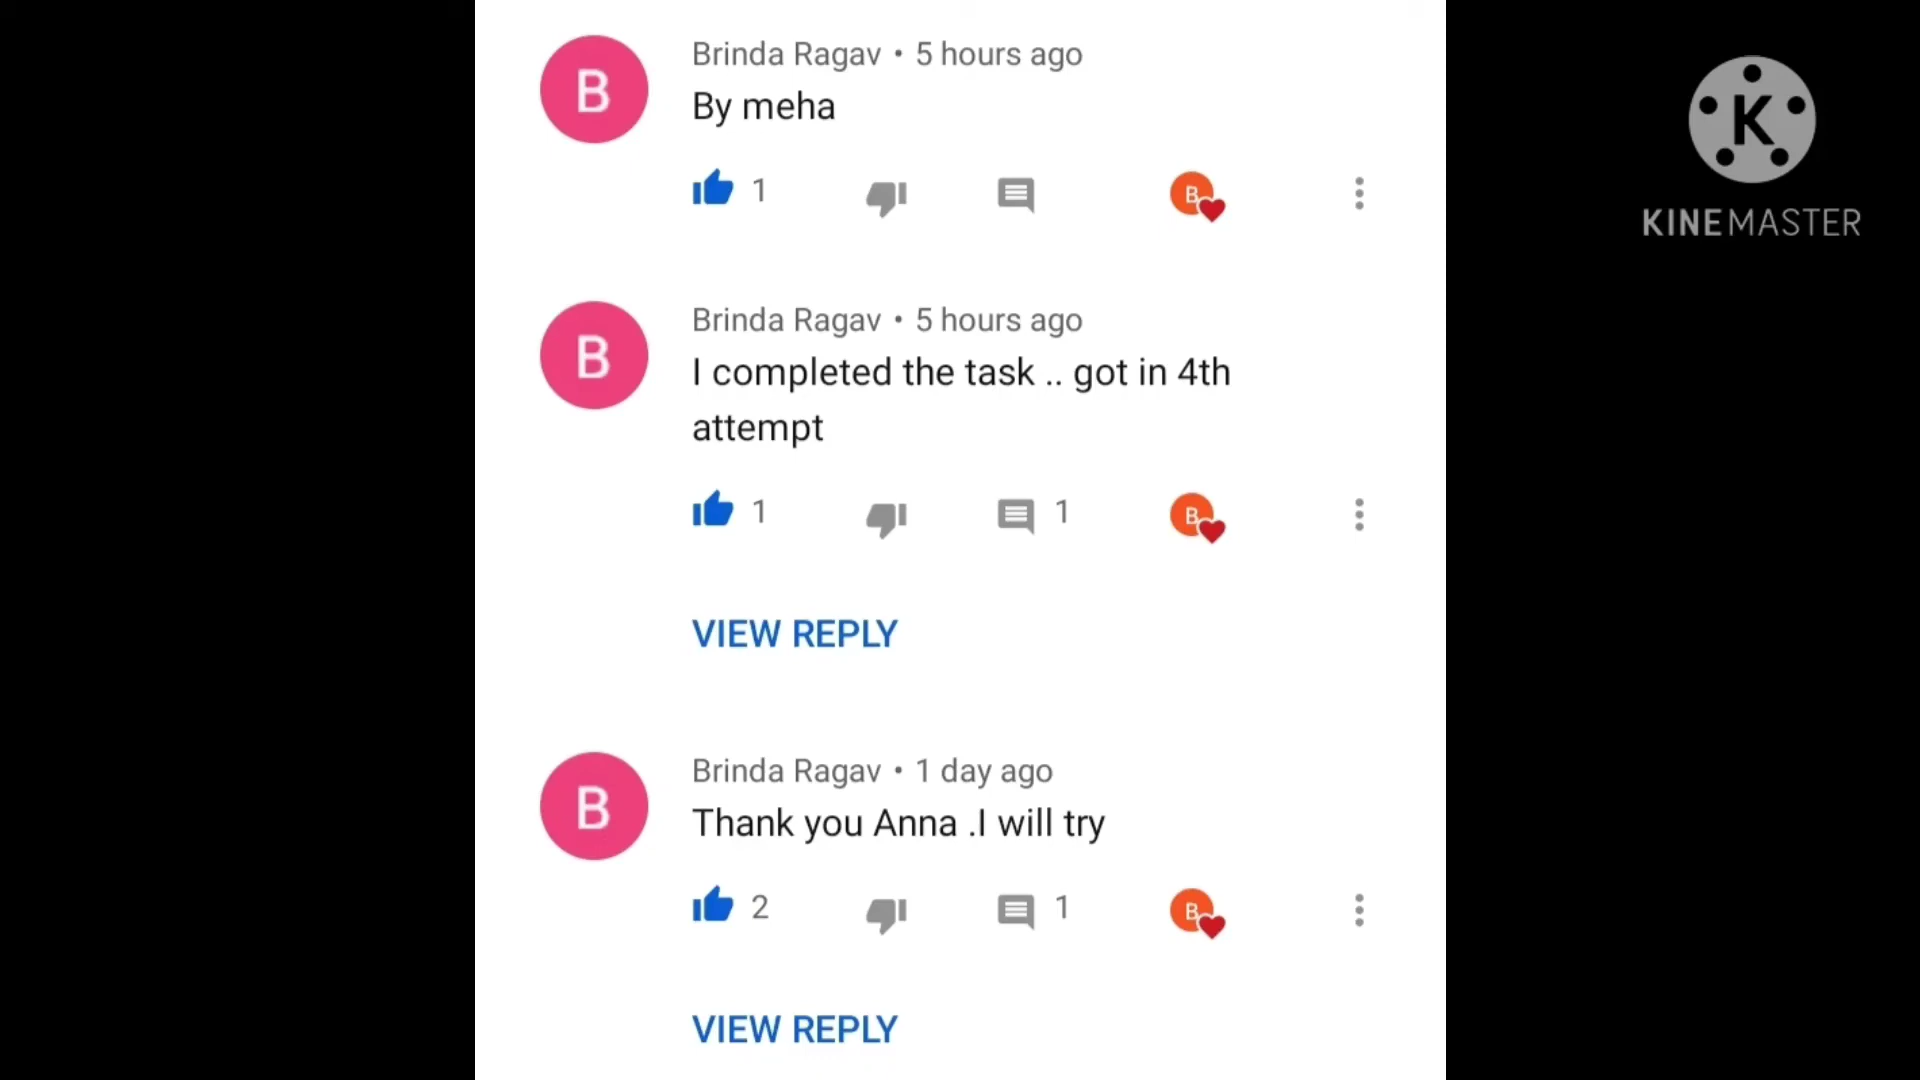 B
Brinda Ragav • 5 hours ago
By meha
1
B
K
KINEMASTER
B
Brinda Ragav • 5 hours ago
I completed the task .. got in 4th
attempt
1
1
B
VIEW REPLY
B
Brinda Ragav • 1 day ago
Thank you Anna .I will try
2
1
B
VIEW REPLY